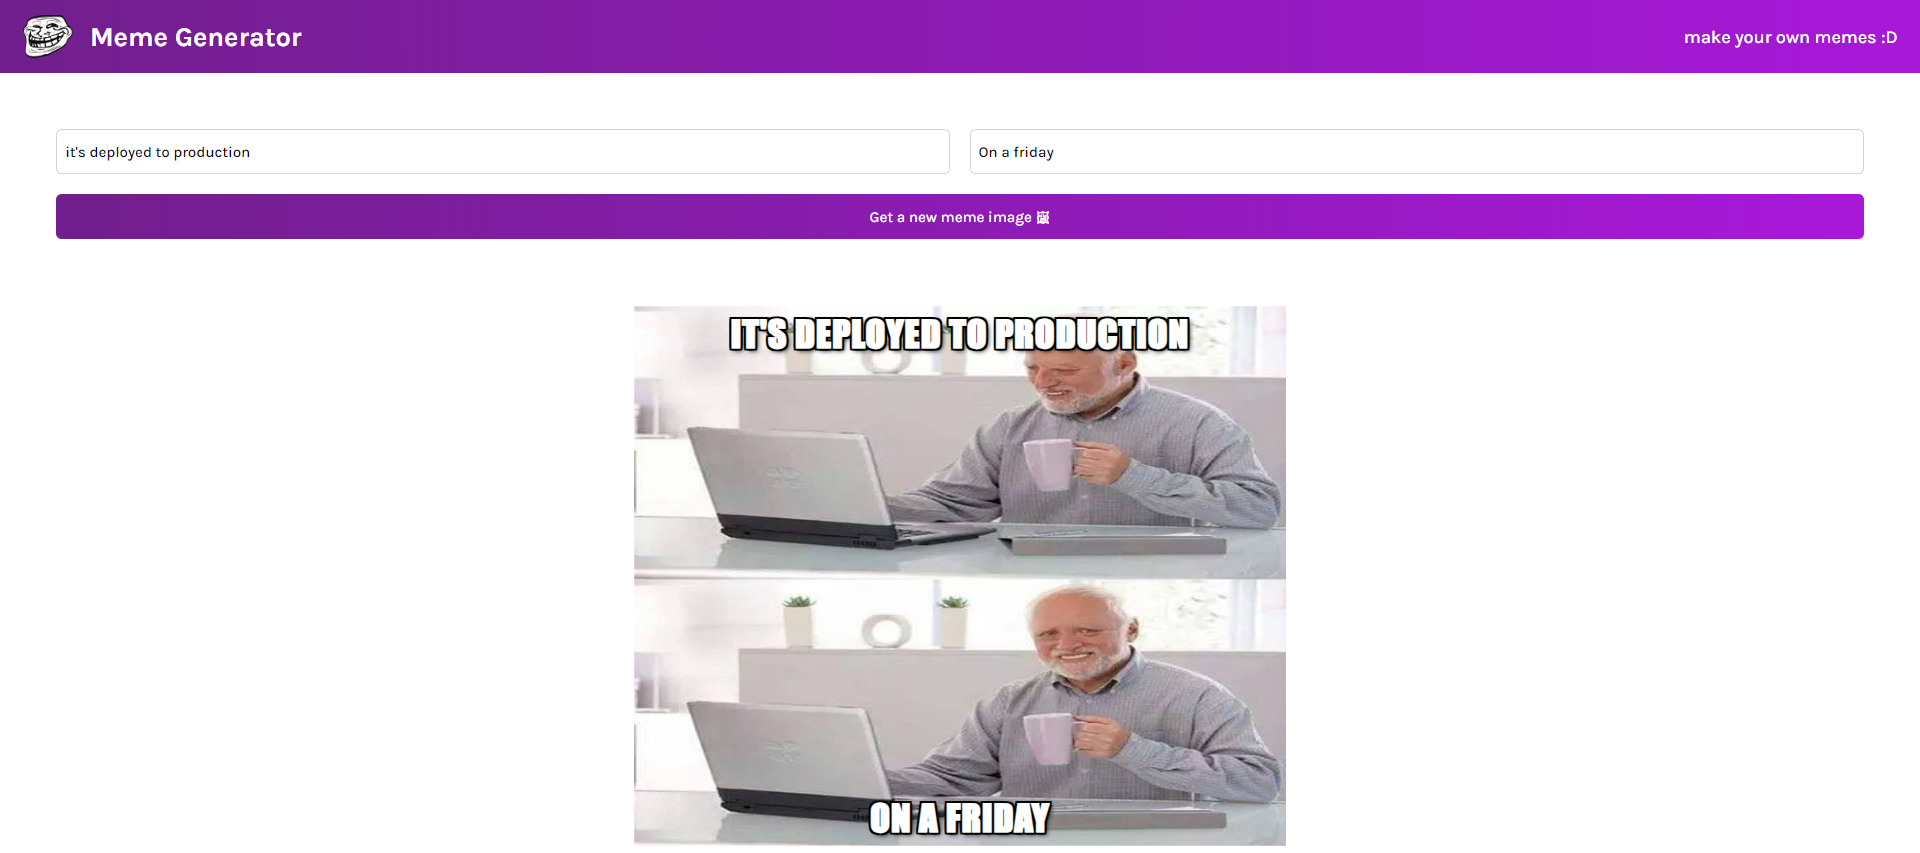 Meme Generator
make your own memes :D
it's deployed to production
On a friday
Get a new meme image 🖼
IT'S DEPLOYED TO PRODUCTION
ON A FRIDAY